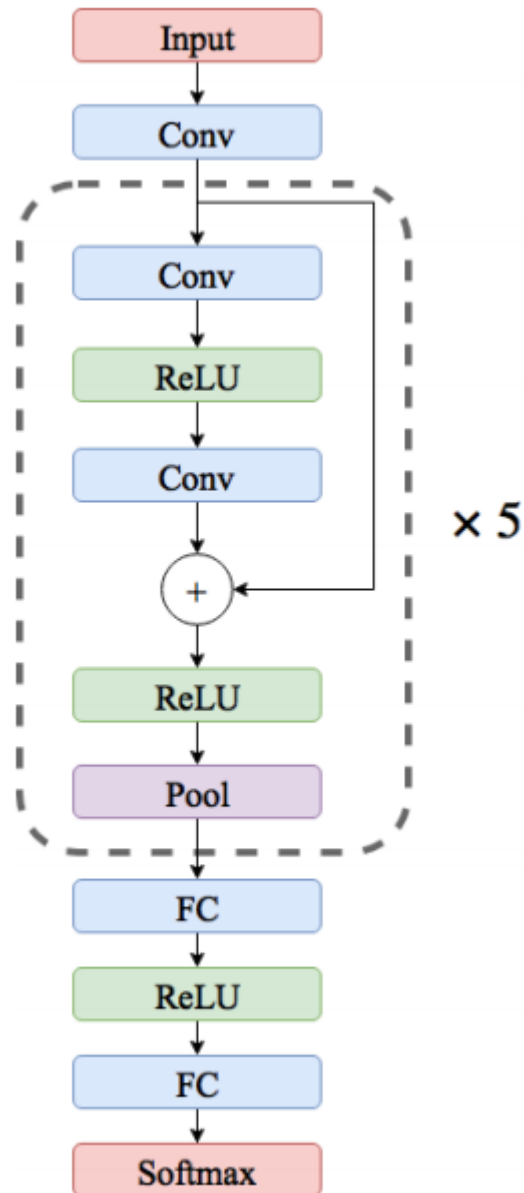 Input
Conv
Conv
ReLU
Conv
× 5
+
ReLU
Pool
FC
ReLU
FC
Softmax